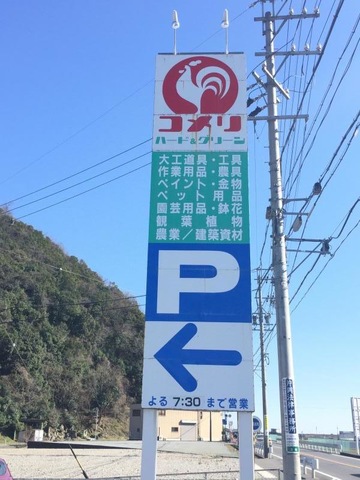 コメリ
ハード&グリーン
大工道具・工具
作業用品・農具
ペイント・金物
ペット用品
園芸用品・鉢花
観葉植物
農業／建築資材
P
よる 7:30 まで営業